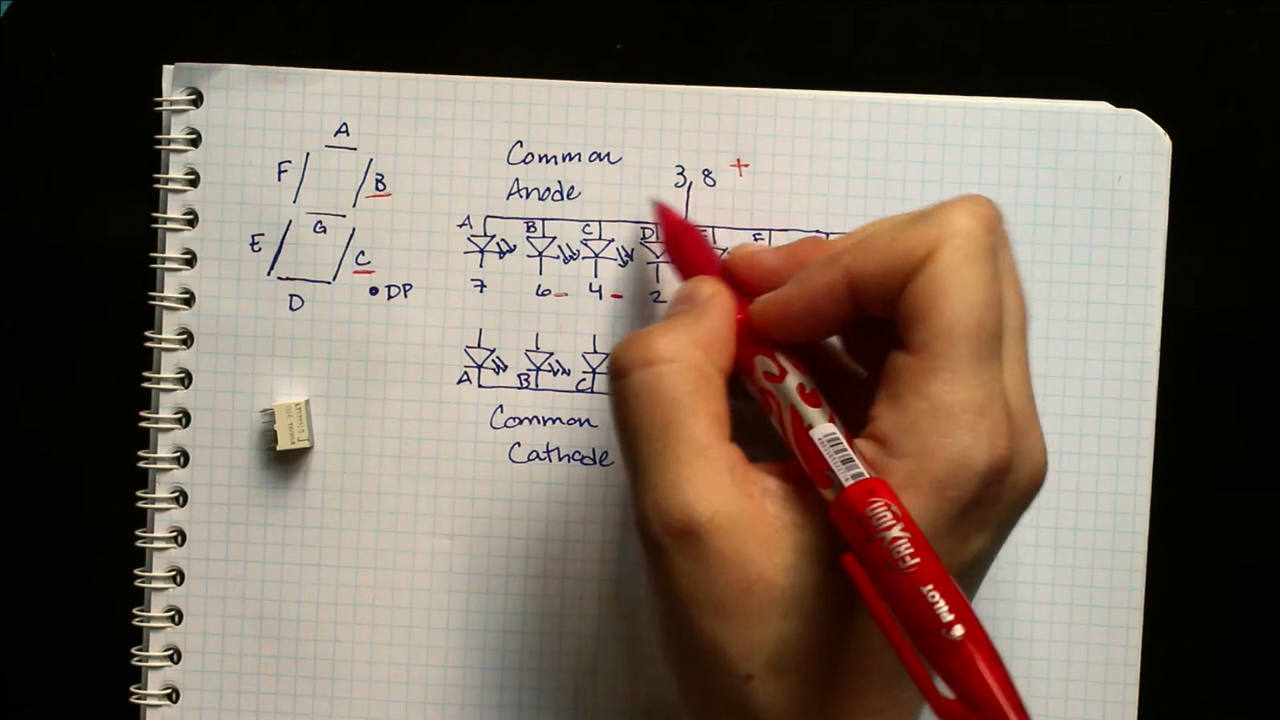 A
F B
G
E C
D DP
Common
Anode
3, 8 +
A B C D F
7 6 - 4 - 2
A B C
Common
Cathode
PILOT FRIXION